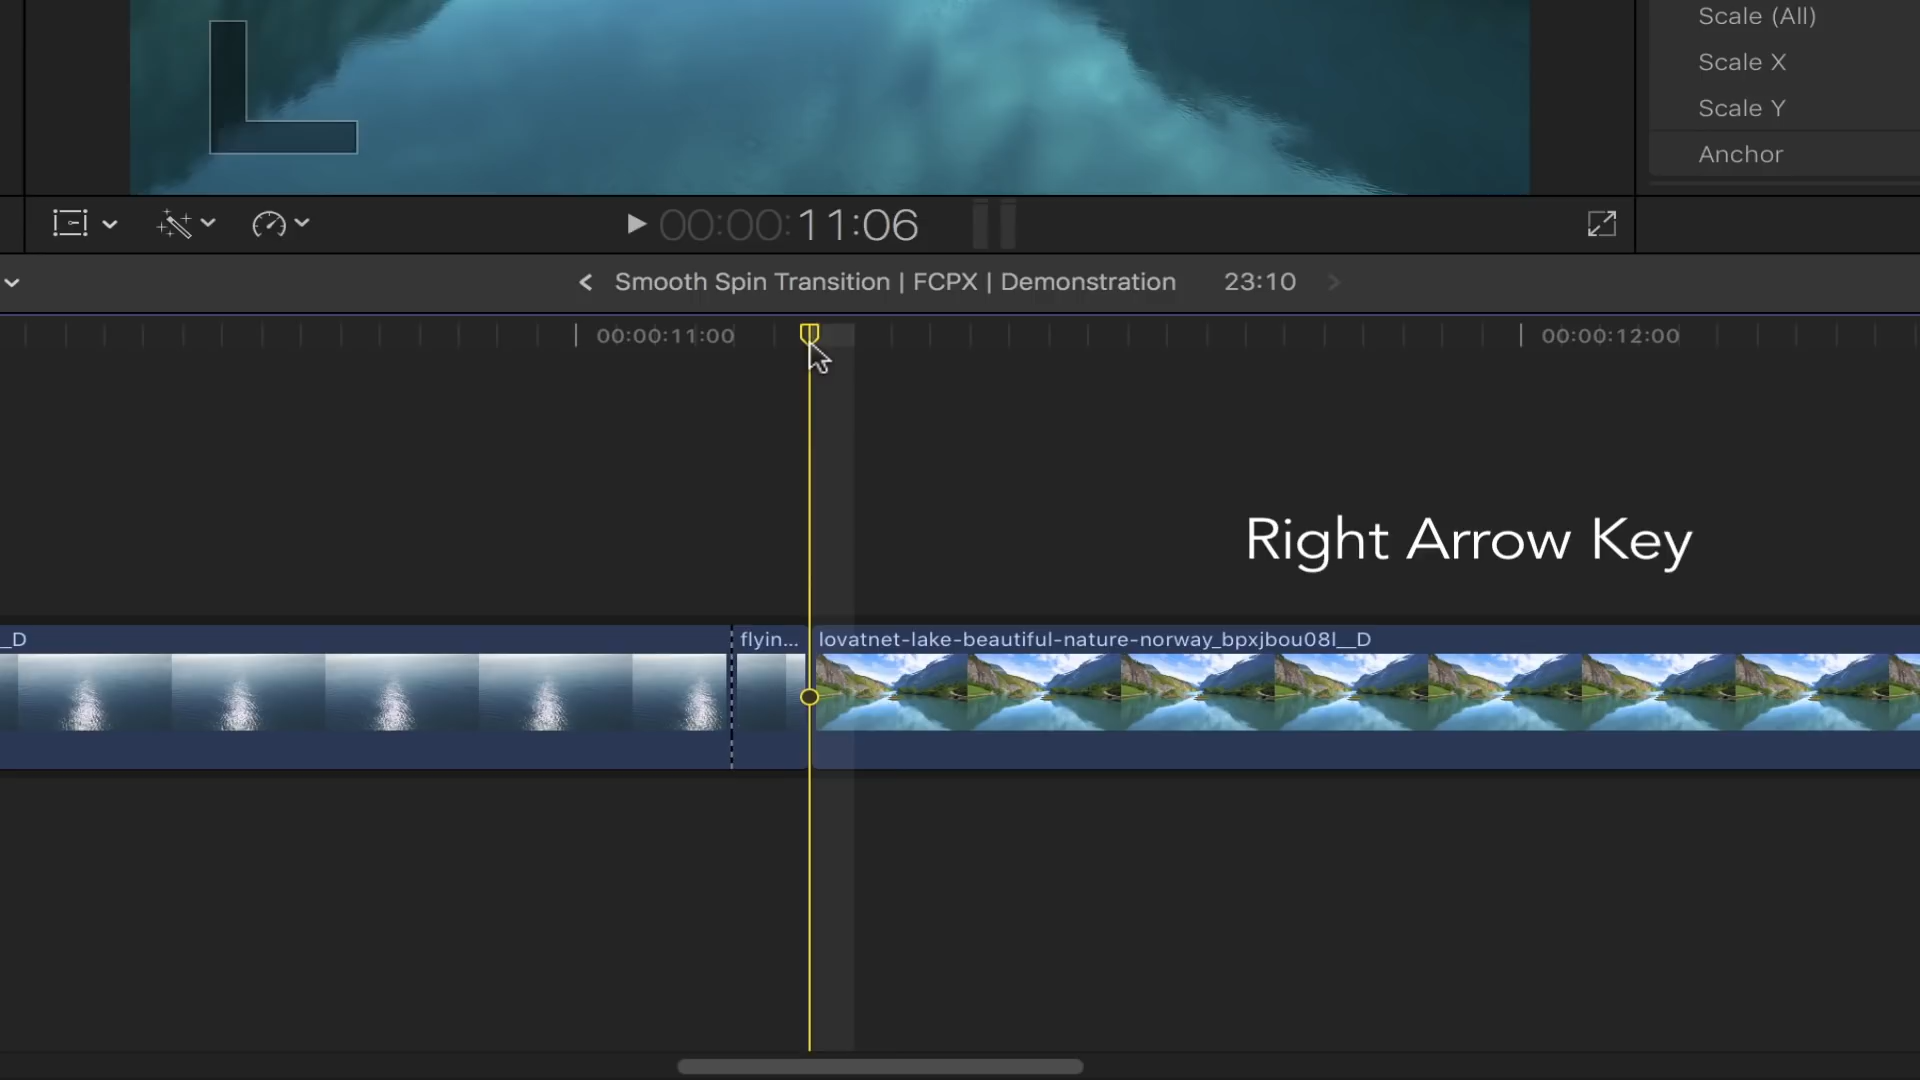 Scale (All)
Scale X
Scale Y
Anchor
00:00:11:06
Smooth Spin Transition | FCPX | Demonstration 23:10
00:00:11:00 00:00:12:00
Right Arrow Key
_D flyin... lovatnet-lake-beautiful-nature-norway_bpxjbou08l__D